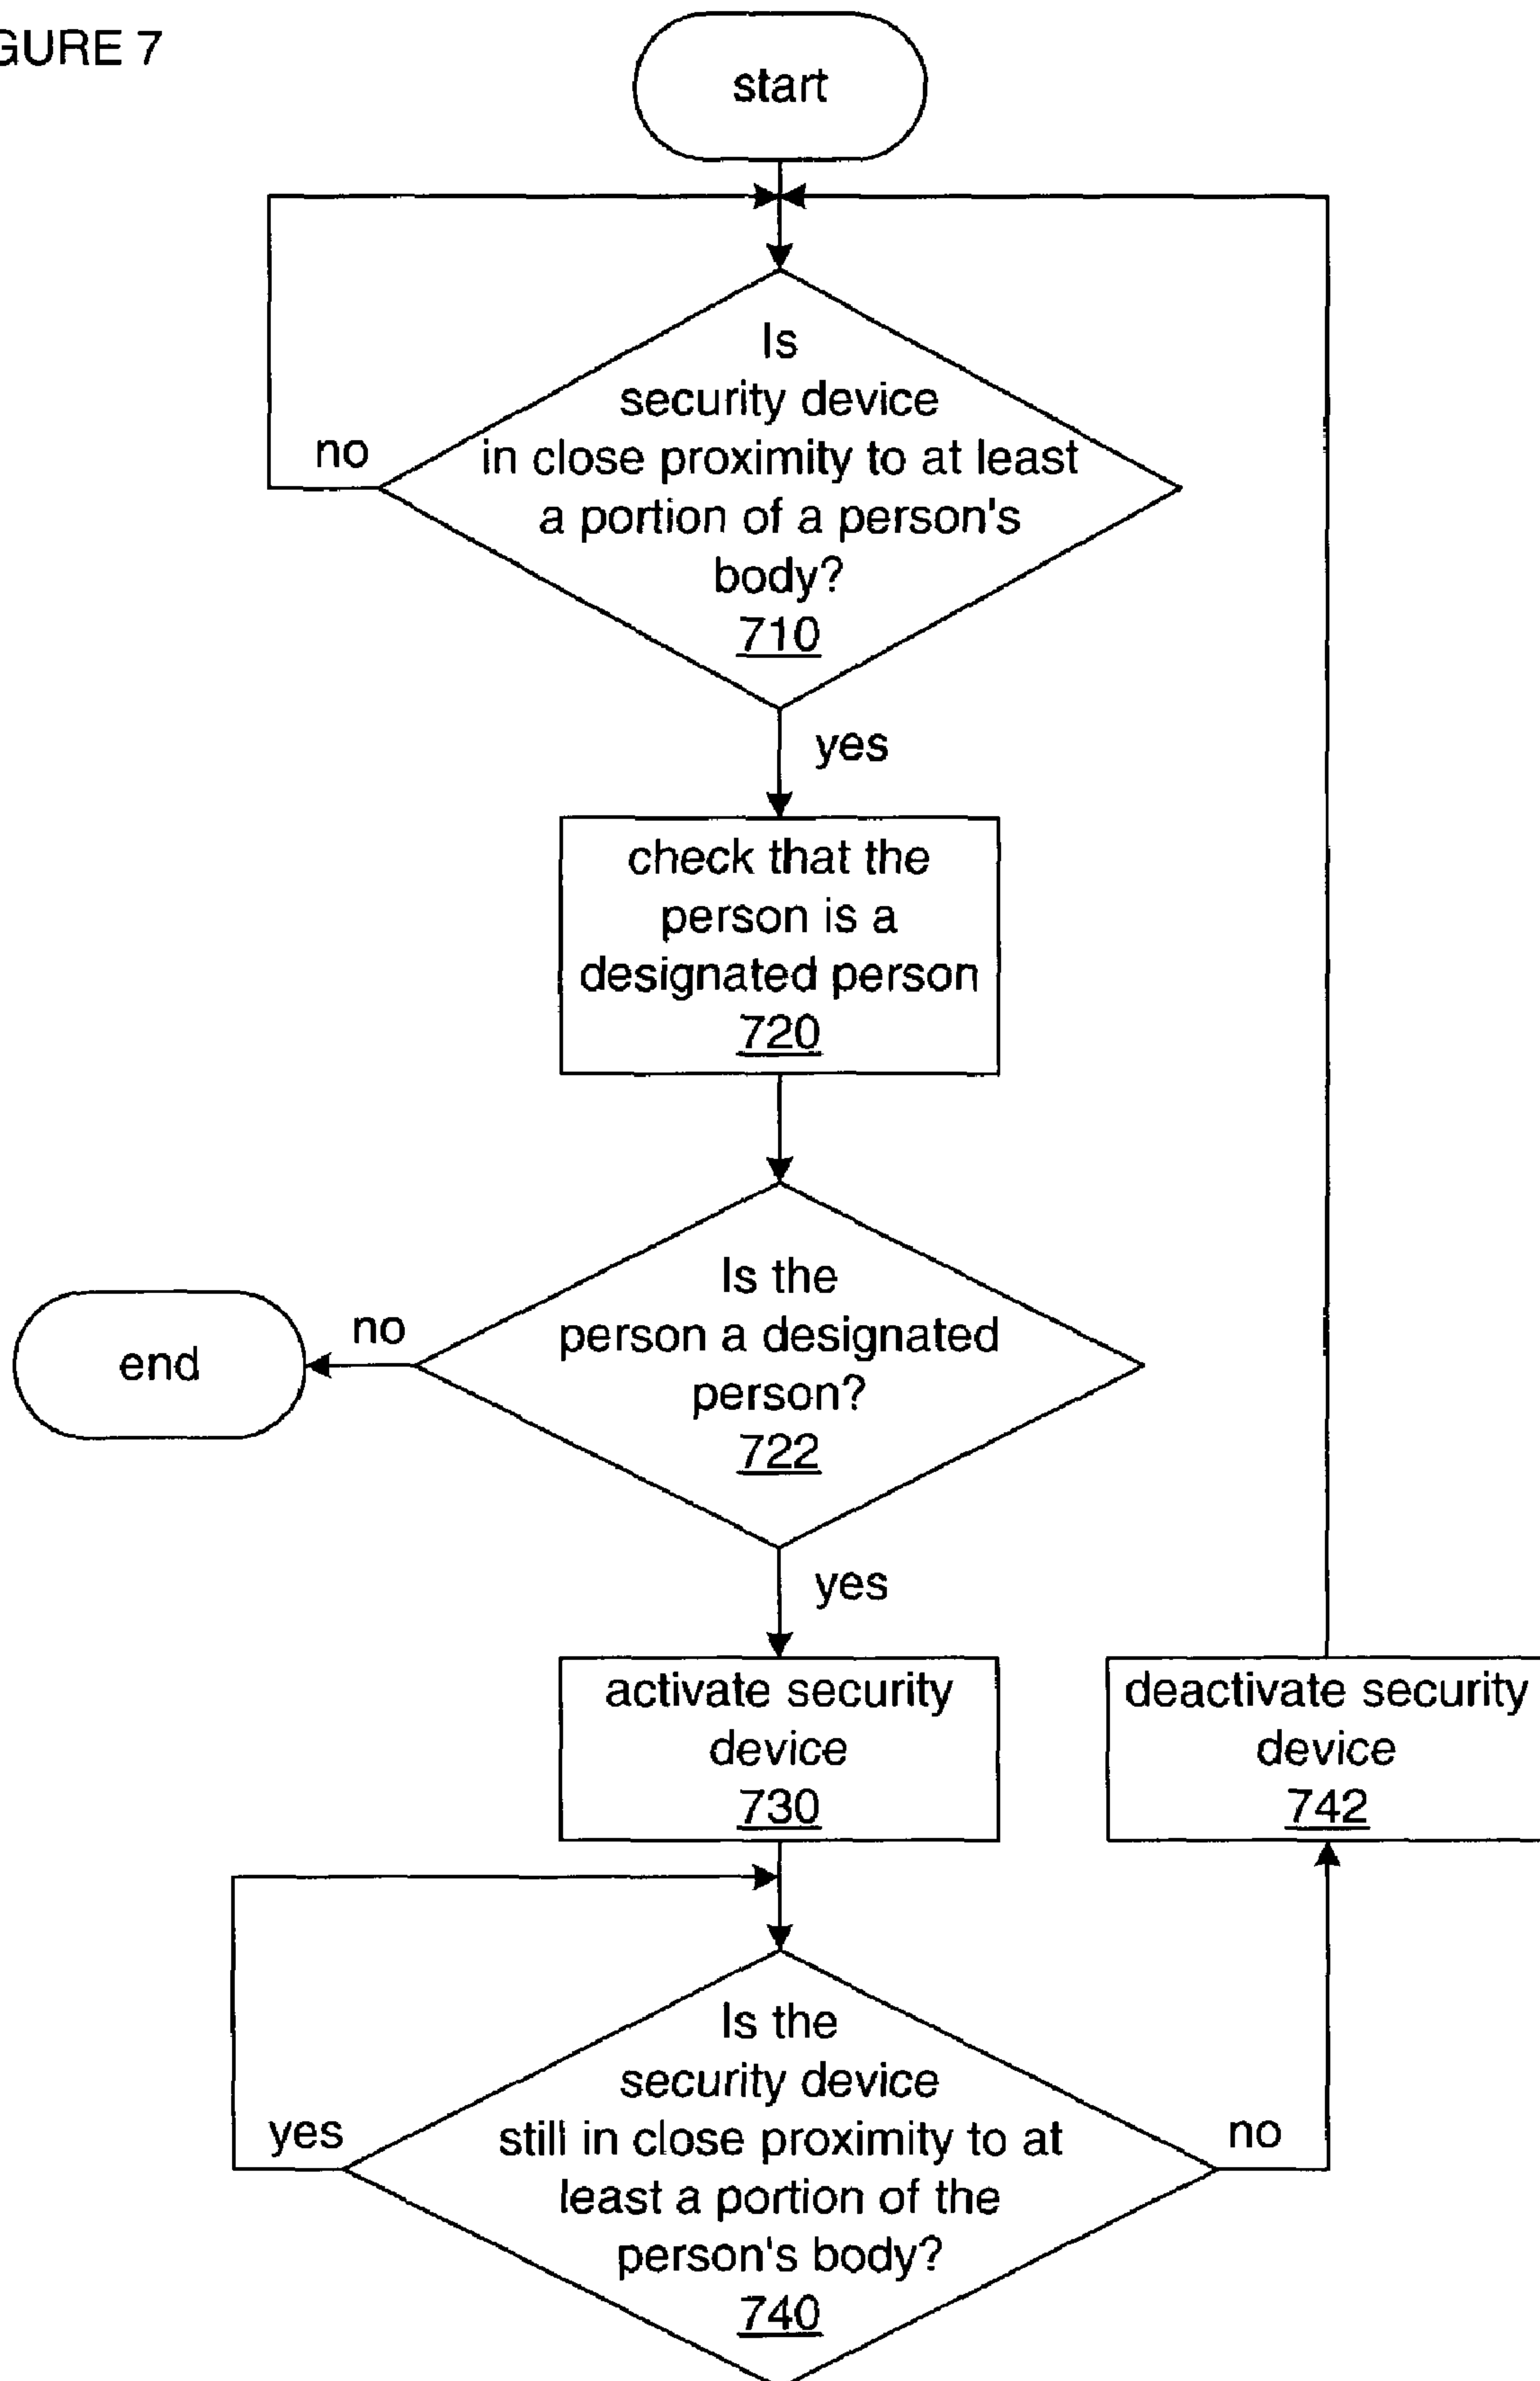 GURE 7
start
Is
security device
in close proximity to at least
a portion of a person's
body?
710
no
yes
check that the
person is a
designated person
720
Is the
person a designated
person?
722
no
end
yes
activate security
device
730
deactivate security
device
742
Is the
security device
still in close proximity to at
least a portion of the
person's body?
740
yes
no